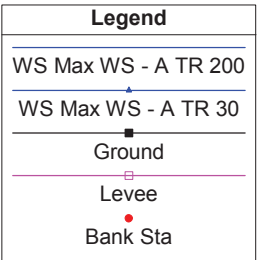 Legend
WS Max WS - A TR 200
WS Max WS - A TR 30
Ground
Levee
Bank Sta